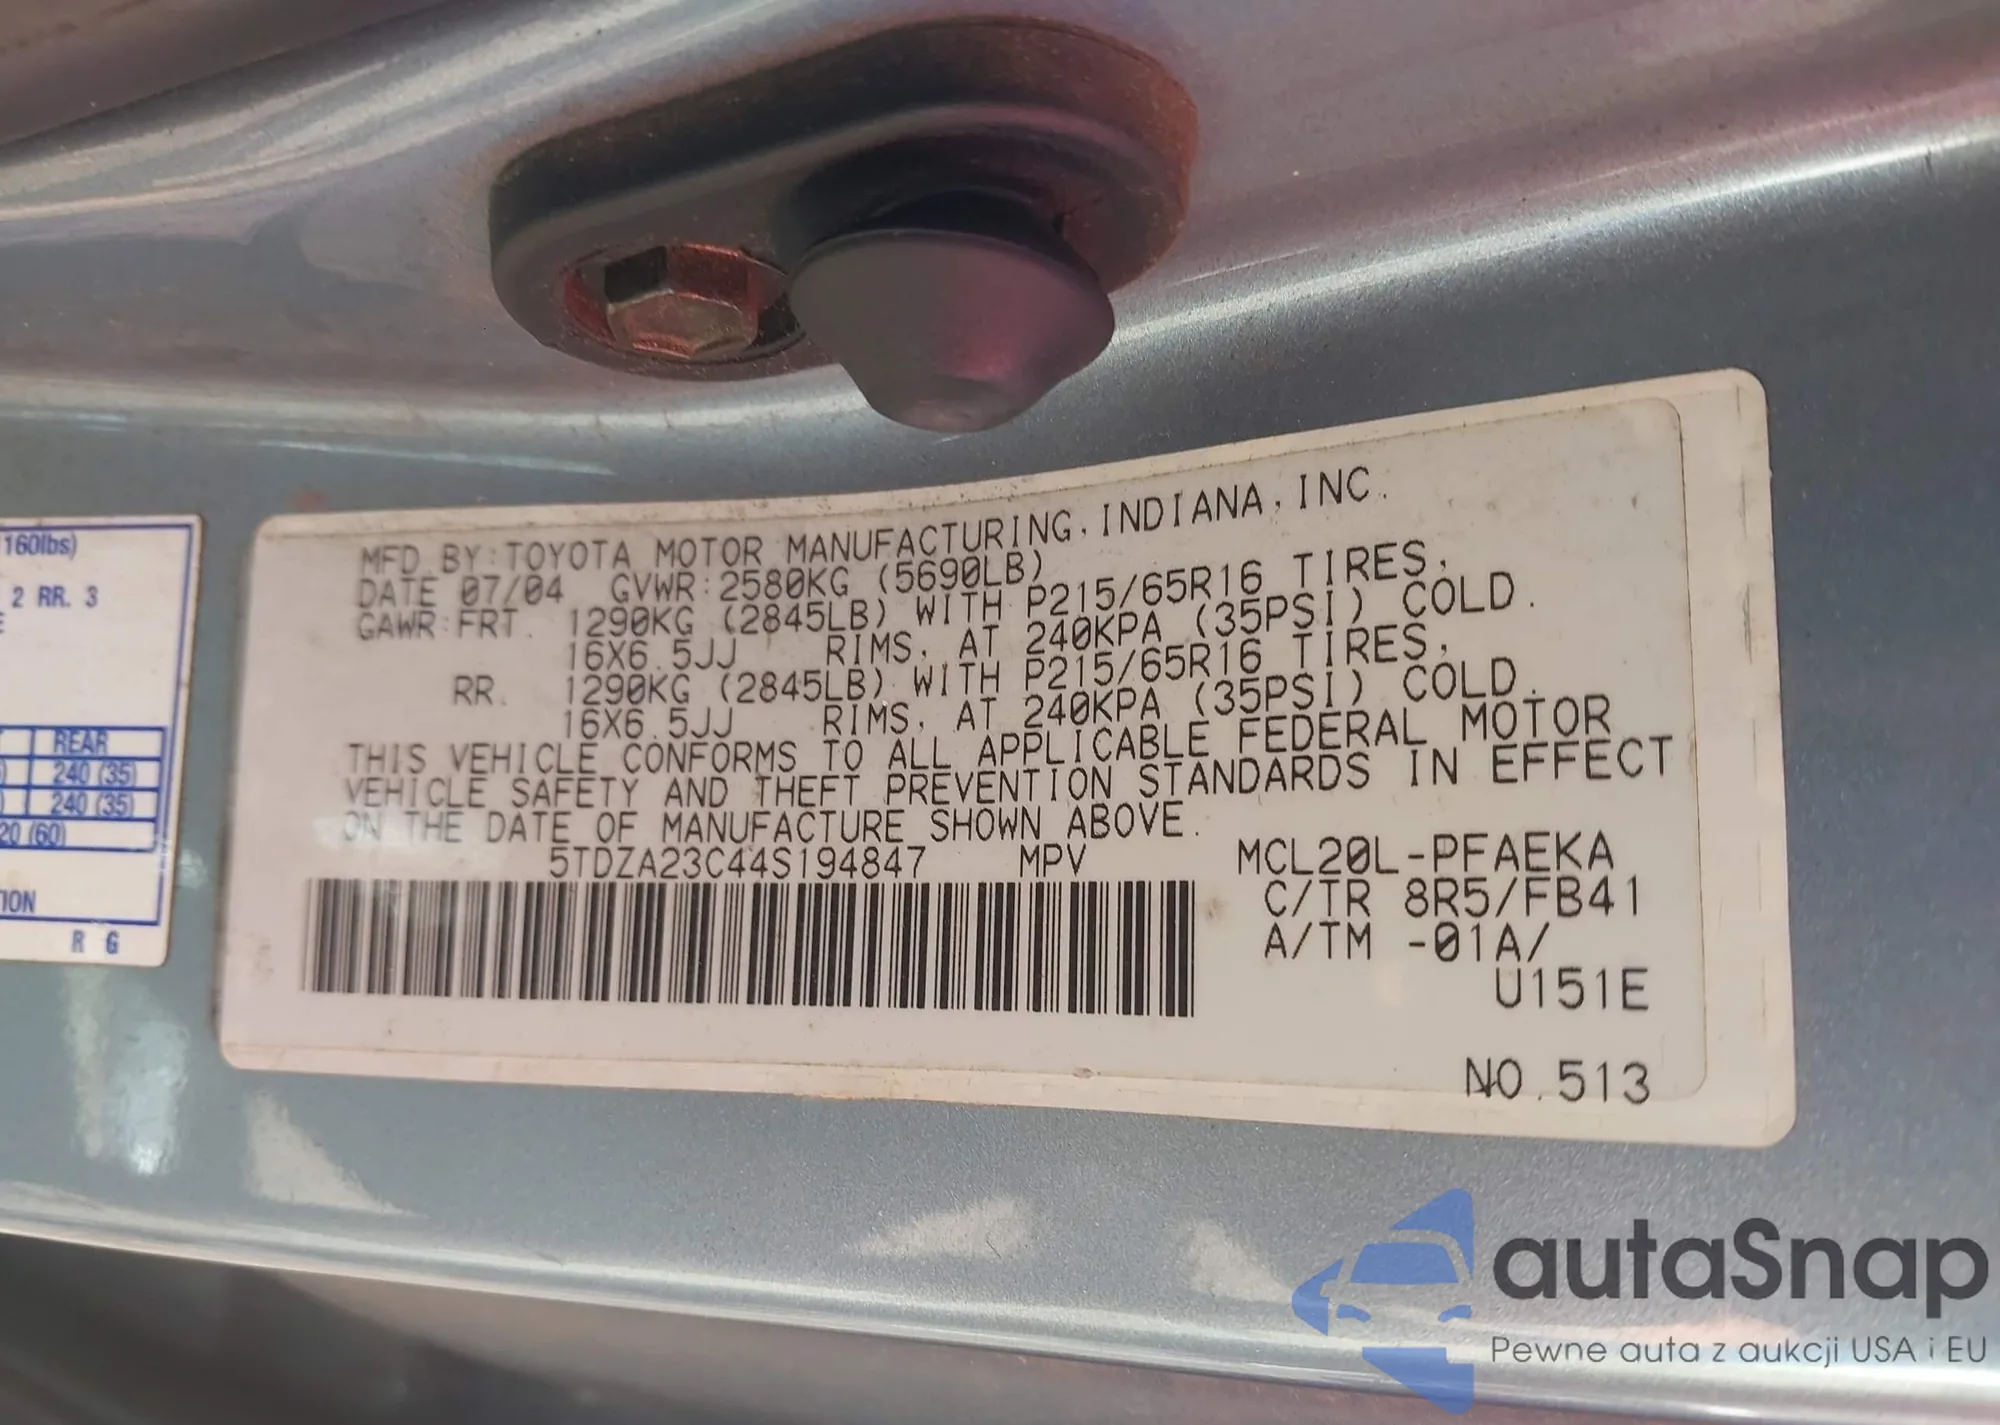 160lbs)
2 RR. 3
REAR
240 (35)
240 (35)
20 (60)
ION
R G
MFD BY:TOYOTA MOTOR MANUFACTURING,INDIANA,INC.
DATE 07/04 GVWR:2580KG (5690LB)
GAWR:FRT. 1290KG (2845LB) WITH P215/65R16 TIRES,
16X6.5JJ RIMS, AT 240KPA (35PSI) COLD.
RR. 1290KG (2845LB) WITH P215/65R16 TIRES,
16X6.5JJ RIMS, AT 240KPA (35PSI) COLD.
THIS VEHICLE CONFORMS TO ALL APPLICABLE FEDERAL MOTOR
VEHICLE SAFETY AND THEFT PREVENTION STANDARDS IN EFFECT
ON THE DATE OF MANUFACTURE SHOWN ABOVE.
5TDZA23C44S194847 MPV MCL20L-PFAEKA
C/TR 8R5/FB41
A/TM -01A/
U151E
NO.513
autaSnap
Pewne auta z aukcji USA i EU